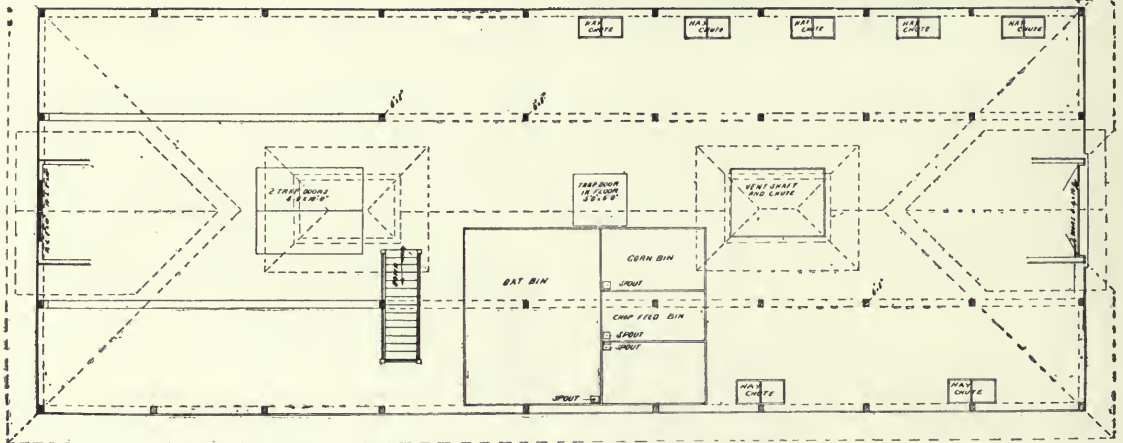 HAY
CHUTE
HAY
CHUTE
HAY
CHUTE
HAY
CHUTE
HAY
CHUTE
2 TRAP DOORS
TRAP DOOR
IN FLOOR
VENT SHAFT
AND CHUTE
DOWN
OAT BIN
CORN BIN
SPOUT
CHOP FEED BIN
SPOUT
SPOUT
SPOUT
HAY
CHUTE
HAY
CHUTE